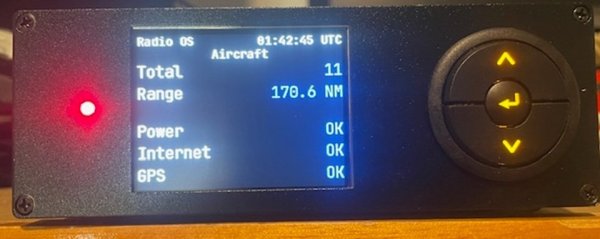 Radio OS 01:42:45 UTC
Aircraft
Total 11
Range 170.6 NM
Power OK
Internet OK
GPS OK